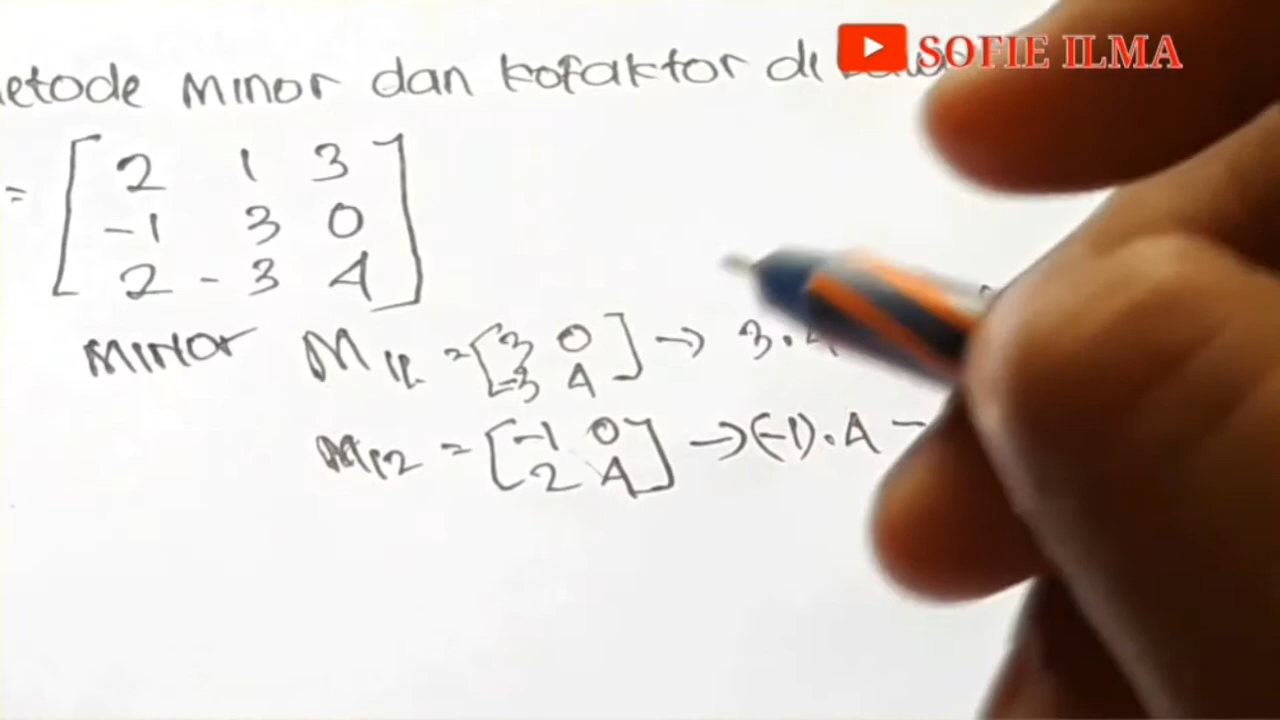 SOFIE ILMA
etode Minor dan kofaktor di
= [ 2 1 3
-1 3 0
2 -3 4 ]
Minor M11 = [ 3 0
-3 4 ] → 3.4
M12 = [ -1 0
2 4 ] → (-1).4 -